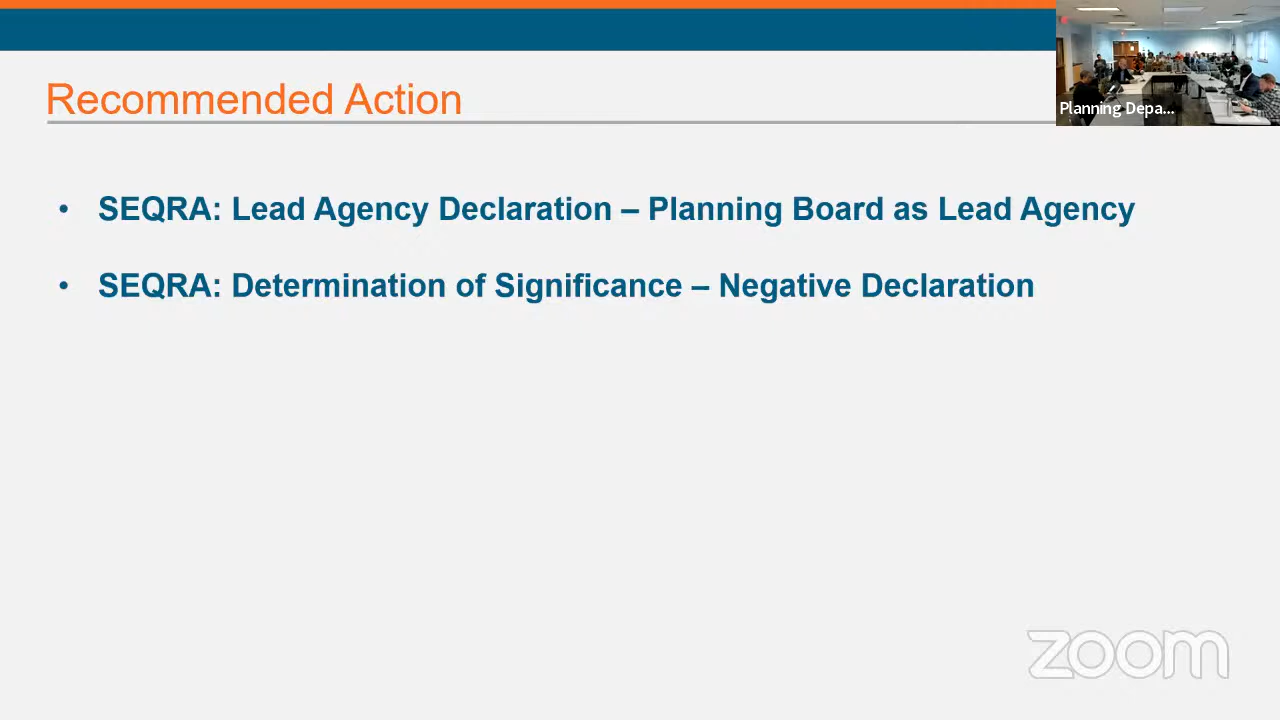 Recommended Action
Planning Depa...
• SEQRA: Lead Agency Declaration – Planning Board as Lead Agency
• SEQRA: Determination of Significance – Negative Declaration
zoom